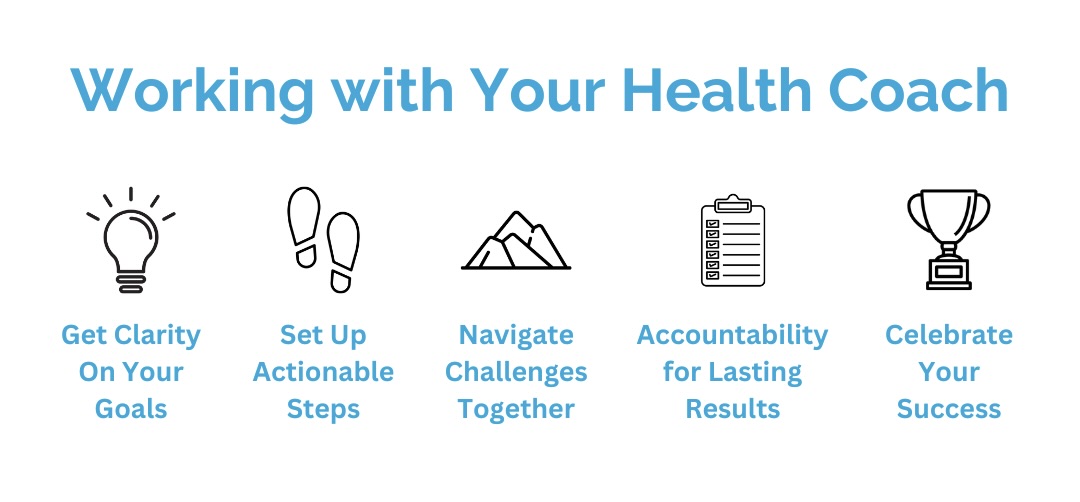 Working with Your Health Coach
Get Clarity
On Your
Goals
Set Up
Actionable
Steps
Navigate
Challenges
Together
Accountability
for Lasting
Results
Celebrate
Your
Success